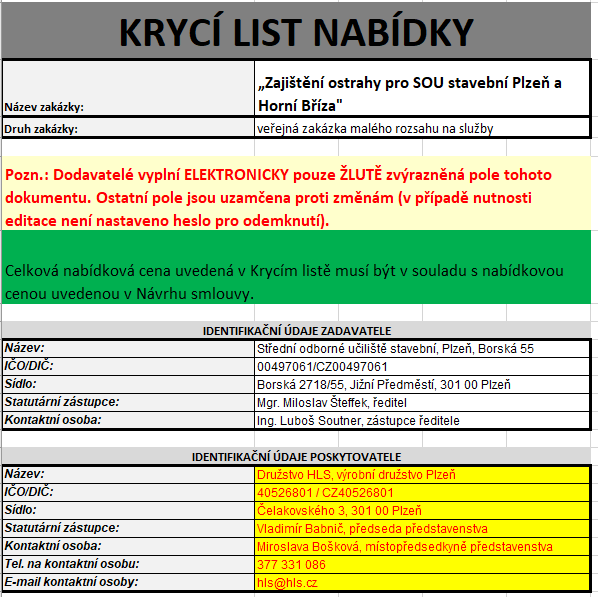 KRYCÍ LIST NABÍDKY
Název zakázky: „Zajištění ostrahy pro SOU stavební Plzeň a
Horní Bříza"
Druh zakázky: veřejná zakázka malého rozsahu na služby
Pozn.: Dodavatelé vyplní ELEKTRONICKY pouze ŽLUTĚ zvýrazněná pole tohoto
dokumentu. Ostatní pole jsou uzamčena proti změnám (v případě nutnosti
editace není nastaveno heslo pro odemknutí).
Celková nabídková cena uvedená v Krycím listě musí být v souladu s nabídkovou
cenou uvedenou v Návrhu smlouvy.
IDENTIFIKAČNÍ ÚDAJE ZADAVATELE
Název: Střední odborné učiliště stavební, Plzeň, Borská 55
IČO/DIČ: 00497061/CZ00497061
Sídlo: Borská 2718/55, Jižní Předměstí, 301 00 Plzeň
Statutární zástupce: Mgr. Miloslav Šteffek, ředitel
Kontaktní osoba: Ing. Luboš Soutner, zástupce ředitele
IDENTIFIKAČNÍ ÚDAJE POSKYTOVATELE
Název: Družstvo HLS, výrobní družstvo Plzeň
IČO/DIČ: 40526801 / CZ40526801
Sídlo: Čelakovského 3, 301 00 Plzeň
Statutární zástupce: Vladimír Babnič, předseda představenstva
Kontaktní osoba: Miroslava Bošková, místopředsedkyně představenstva
Tel. na kontaktní osobu: 377 331 086
E-mail kontaktní osoby: hls@hls.cz